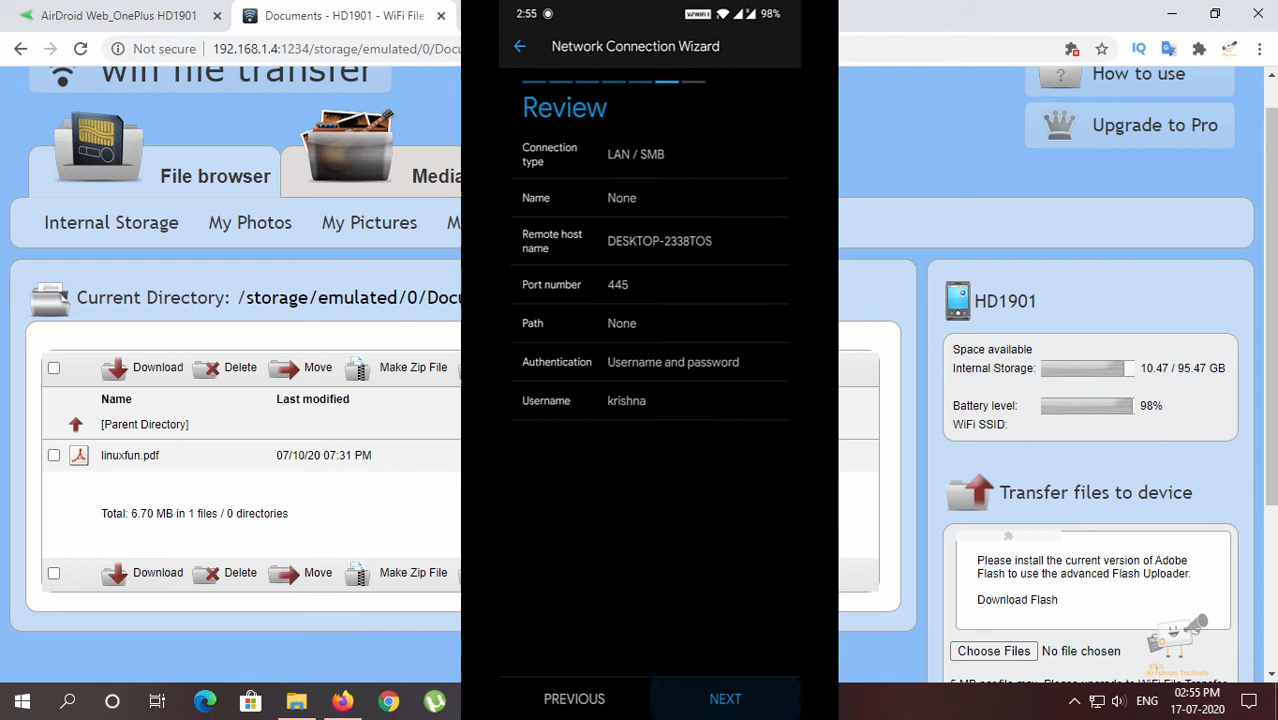 AirDroid Web_OnePlus HD1901
Documents - HD1901 - WiFi File
Not secure
192.168.1.4:1234/storage/emulated/0/Docu
IQ
wifi file transfer
File browser
Media
Internal Storage
My Photos
My Pictures
M
Current Directory: /storage/emulated/0/Docu
Download
Delete
Move
Make Zip File
Name
Last modified
[Parent Directory]
linuxfun.pdf
07/10/20 07:31 PM
Total: 6.70 MB in 1 files / 0 directories
Download
Delete
Move
Make Zip File
2:55
98%
Network Connection Wizard
Review
Connection
type
LAN / SMB
Name
None
Remote host
name
DESKTOP-2338TOS
Port number
445
Path
None
Authentication
Username and password
Username
krishna
PREVIOUS
NEXT
How to use
Upgrade to Pro
HD1901
Space available
Internal Storage:
10.47 / 95.47 GB
Battery level:
98%
WiFi SSID:
Transfer files to device
Please install the current version of Adobe
Flash to use the advanced Flash Uploader.
Download Flash
Choose Files
No file chosen
ENG
02:55 PM
17-07-2020